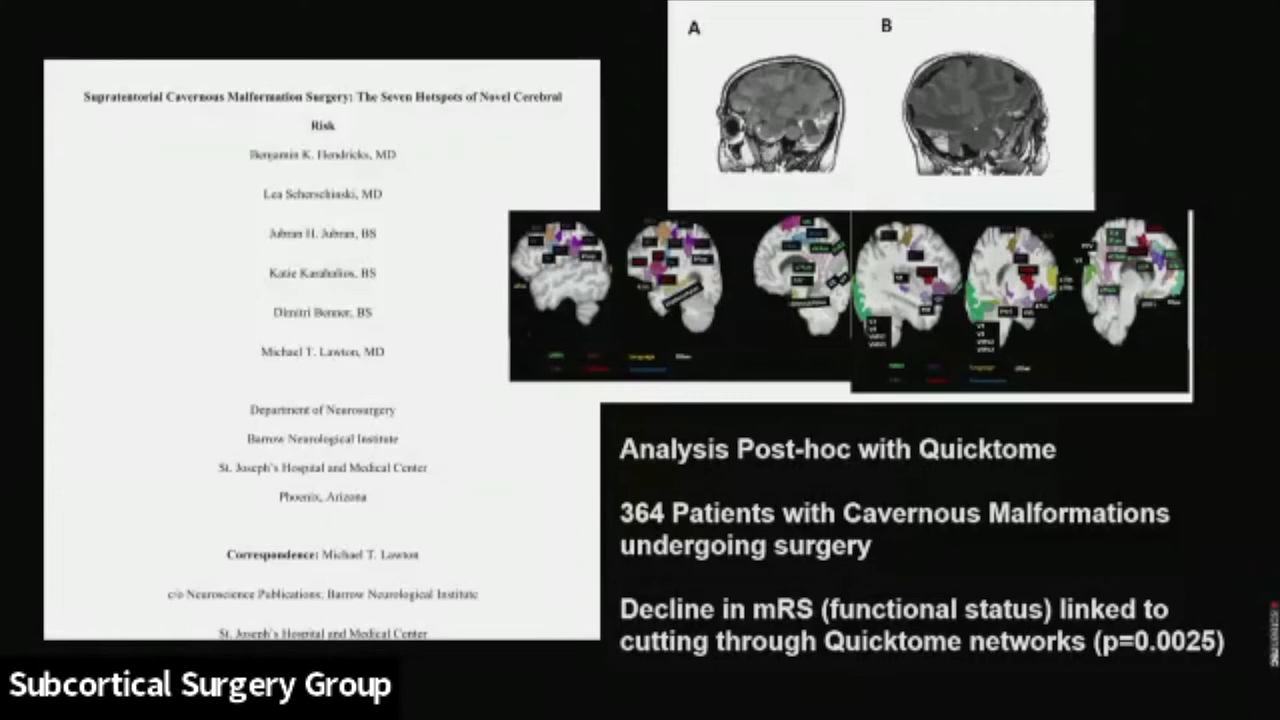 Supratentorial Cavernous Malformation Surgery: The Seven Hotspots of Novel Cerebral
Risk
Benjamin K. Hendricks, MD
Lea Scherschinski, MD
Jubran H. Jubran, BS
Katie Karahalios, BS
Dimitri Benner, BS
Michael T. Lawton, MD
Department of Neurosurgery
Barrow Neurological Institute
St. Joseph's Hospital and Medical Center
Phoenix, Arizona
Correspondence: Michael T. Lawton
c/o Neuroscience Publications; Barrow Neurological Institute
St. Joseph's Hospital and Medical Center
A
B
Language
Other
Language
Other
Analysis Post-hoc with Quicktome
364 Patients with Cavernous Malformations
undergoing surgery
Decline in mRS (functional status) linked to
cutting through Quicktome networks (p=0.0025)
Subcortical Surgery Group